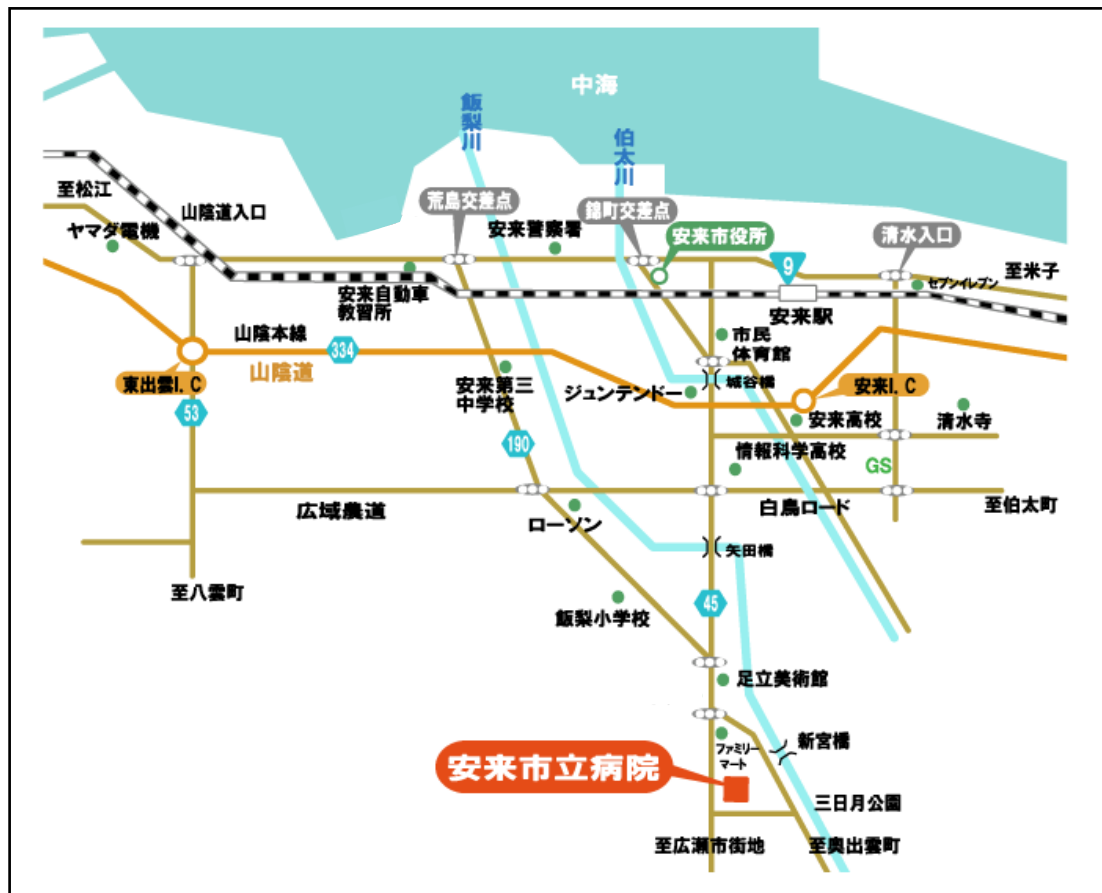 中海
飯梨川
伯太川
至松江
山陰道入口
ヤマダ電機
荒島交差点
安来警察署
錦町交差点
安来市役所
清水入口
9
至米子
セブンイレブン
安来自動車
教習所
安来駅
山陰本線
334
山陰道
東出雲I.C
53
安来第三
中学校
市民
体育館
城谷橋
ジュンテンドー
安来I.C
安来高校
清水寺
190
情報科学高校
GS
広域農道
ローソン
白鳥ロード
至伯太町
矢田橋
至八雲町
飯梨小学校
45
足立美術館
新宮橋
ファミリー
マート
安来市立病院
三日月公園
至広瀬市街地
至奥出雲町